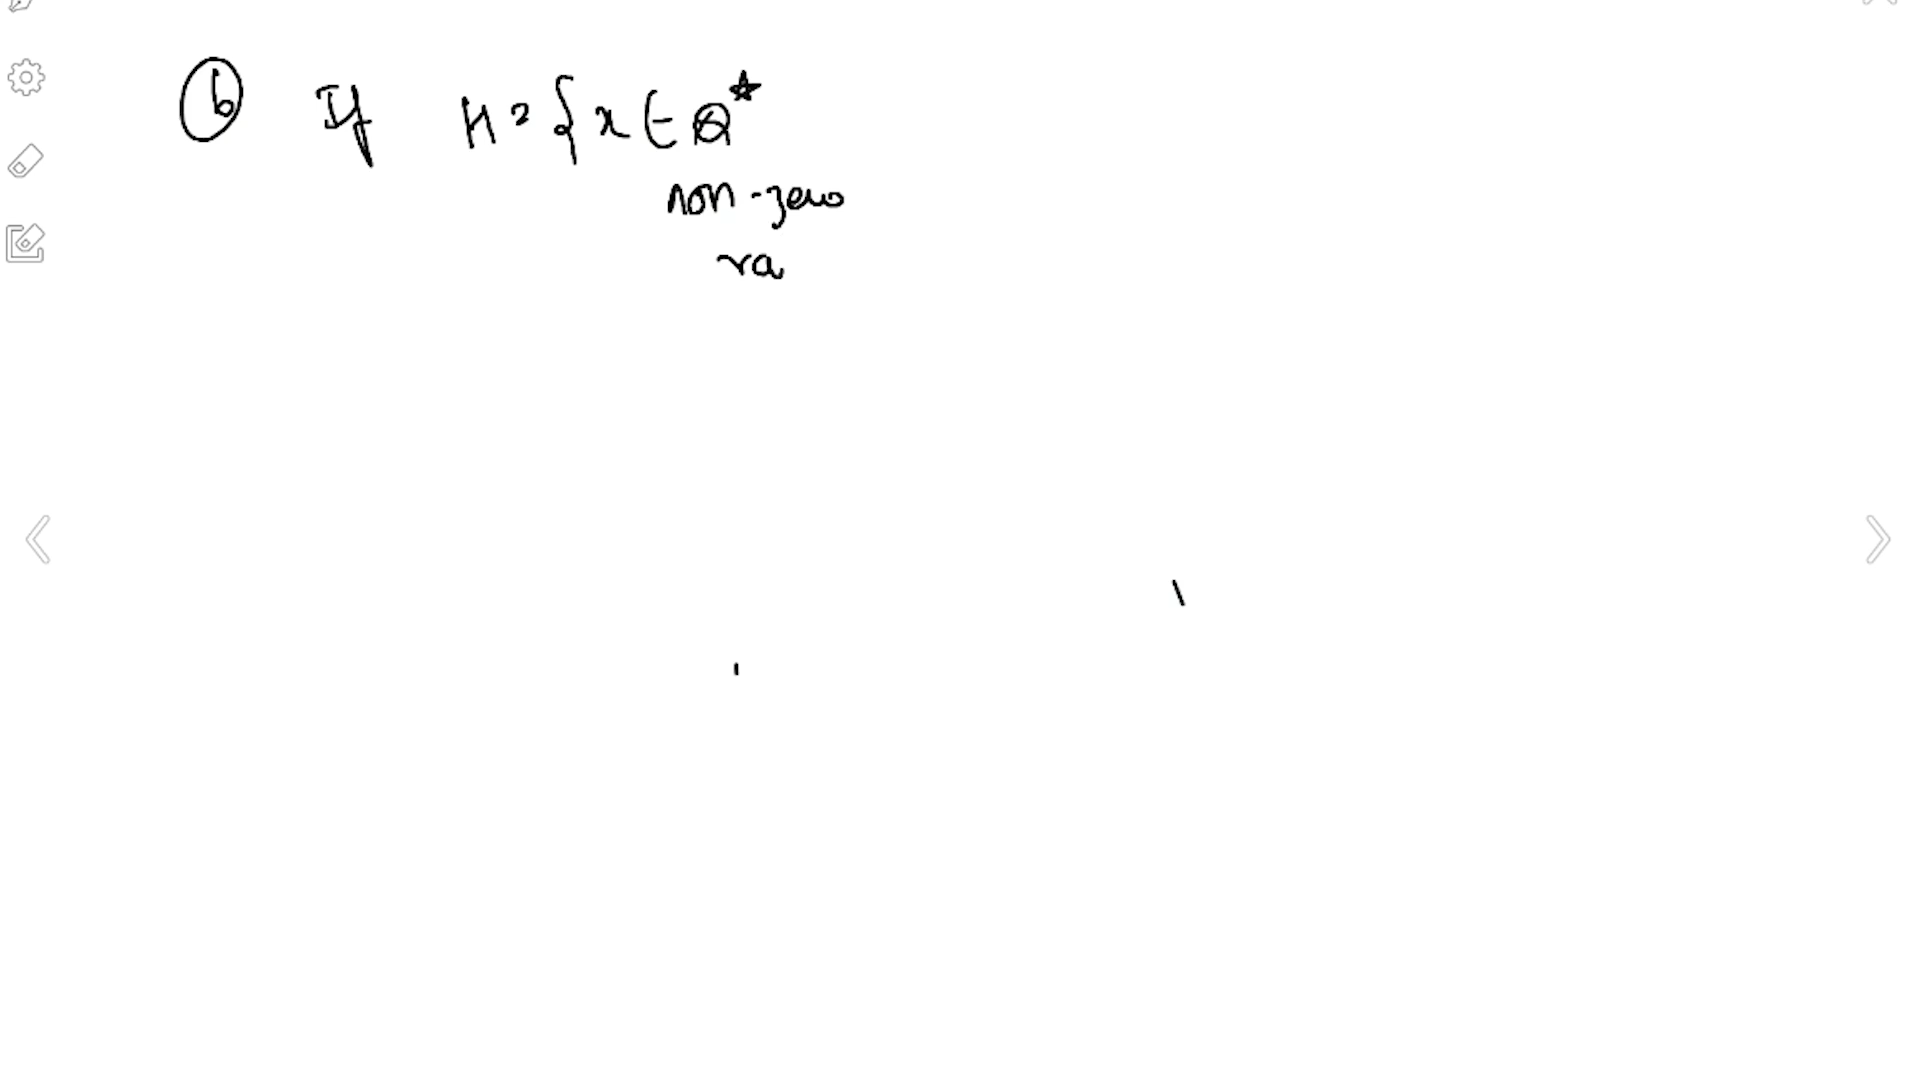 (b) If H = {x ∈ Q*
non-zero
ra